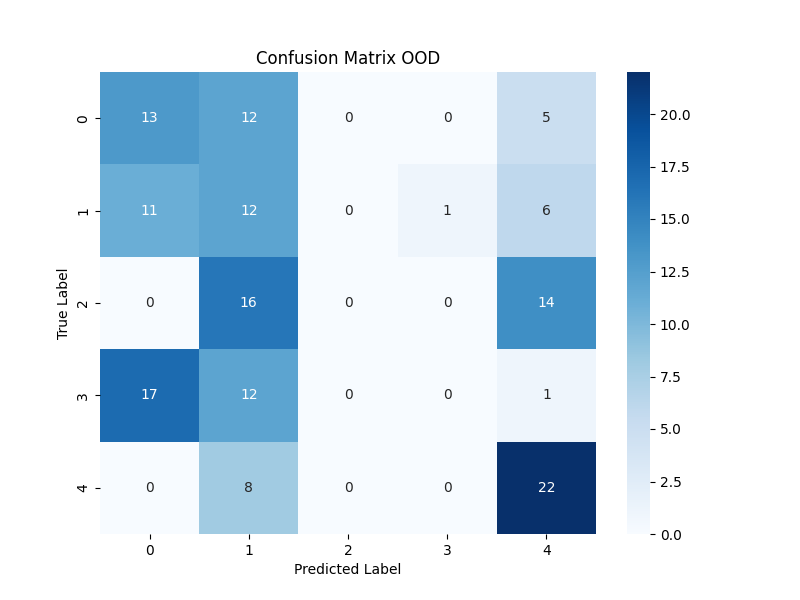 Confusion Matrix OOD
True Label
0 13 12 0 0 5
1 11 12 0 1 6
2 0 16 0 0 14
3 17 12 0 0 1
4 0 8 0 0 22
0 1 2 3 4
Predicted Label
20.0
17.5
15.0
12.5
10.0
7.5
5.0
2.5
0.0